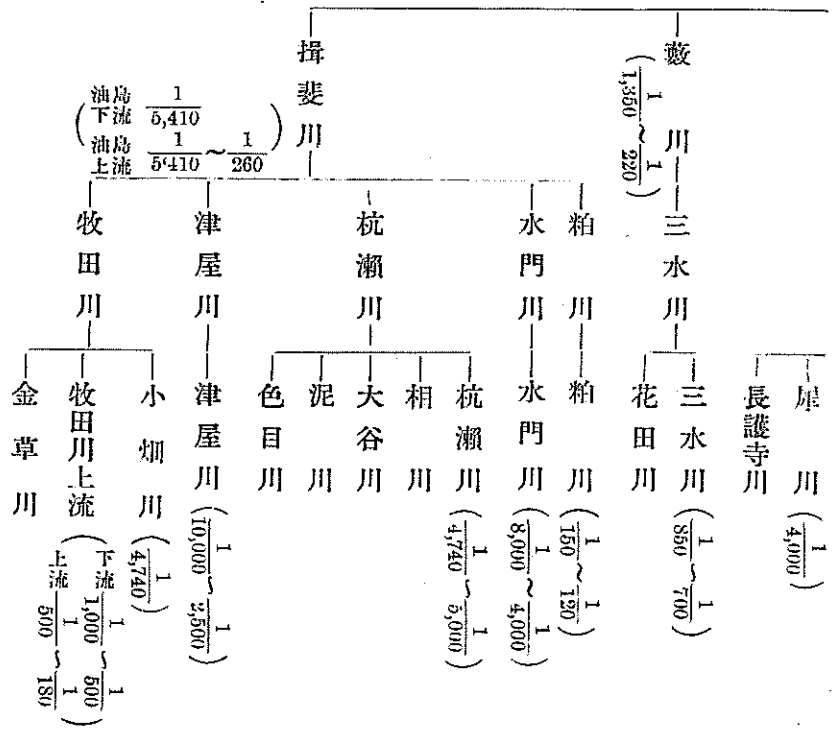 藪川
(1/1,350～1/220)
揖斐川
(油島下流 1/5,410
油島上流 1/5,410～1/260)
三水川
粕川
水門川
杭瀬川
津屋川
牧田川
犀川 (1/4,000)
長護寺川
三水川 (1/850～1/700)
花田川
粕川 (1/150～1/120)
水門川 (1/8,000～1/4,000)
杭瀬川 (1/4,740～1/5,000)
相川
大谷川
泥川
色目川
津屋川 (1/10,000～1/2,500)
小畑川 (1/4,740)
牧田川上流 (下流 1/1,000～1/500
上流 1/500～1/180)
金草川